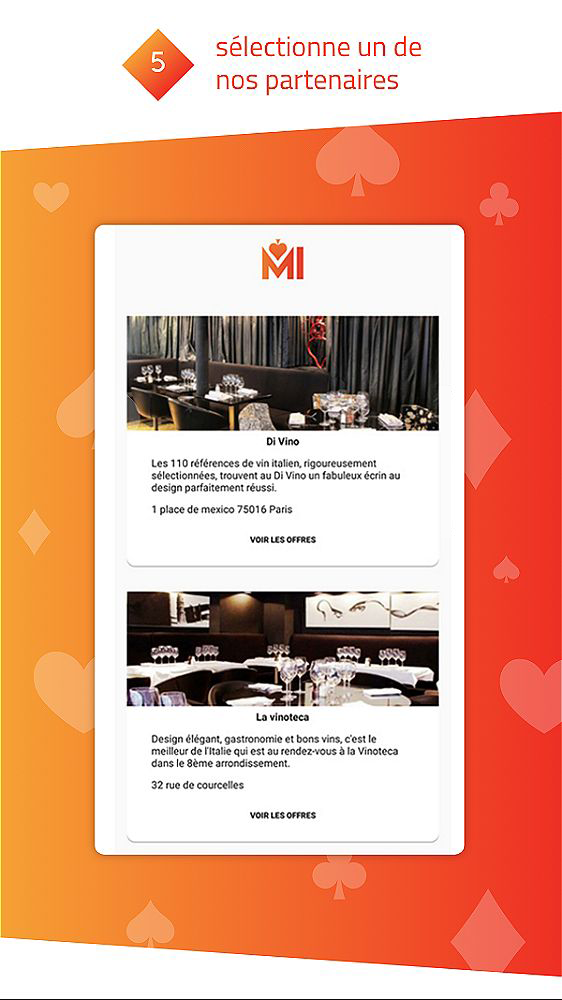 5
sélectionne un de
nos partenaires
MI
Di Vino
Les 110 référénces de vin italien, rigoureusement
sélectionnées, trouvent au Di Vino un fabuleux écrin au
design parfaitement réussi.
1 place de mexico 75016 Paris
VOIR LES OFFRES
La vinoteca
Design élégant, gastronomie et bons vins, c'est le
meilleur de l'Italie qui est au rendez-vous à la Vinoteca
dans le 8ème arrondissement.
32 rue de courcelles
VOIR LES OFFRES